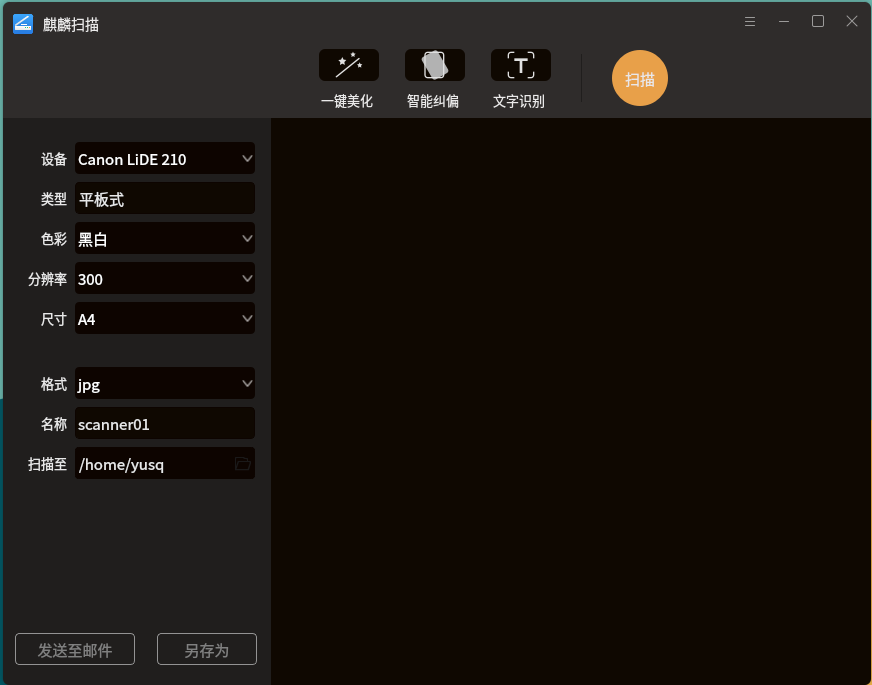 麒麟扫描
一键美化
智能纠偏
文字识别
扫描
设备 Canon LiDE 210
类型 平板式
色彩 黑白
分辨率 300
尺寸 A4
格式 jpg
名称 scanner01
扫描至 /home/yusq
发送至邮件 另存为